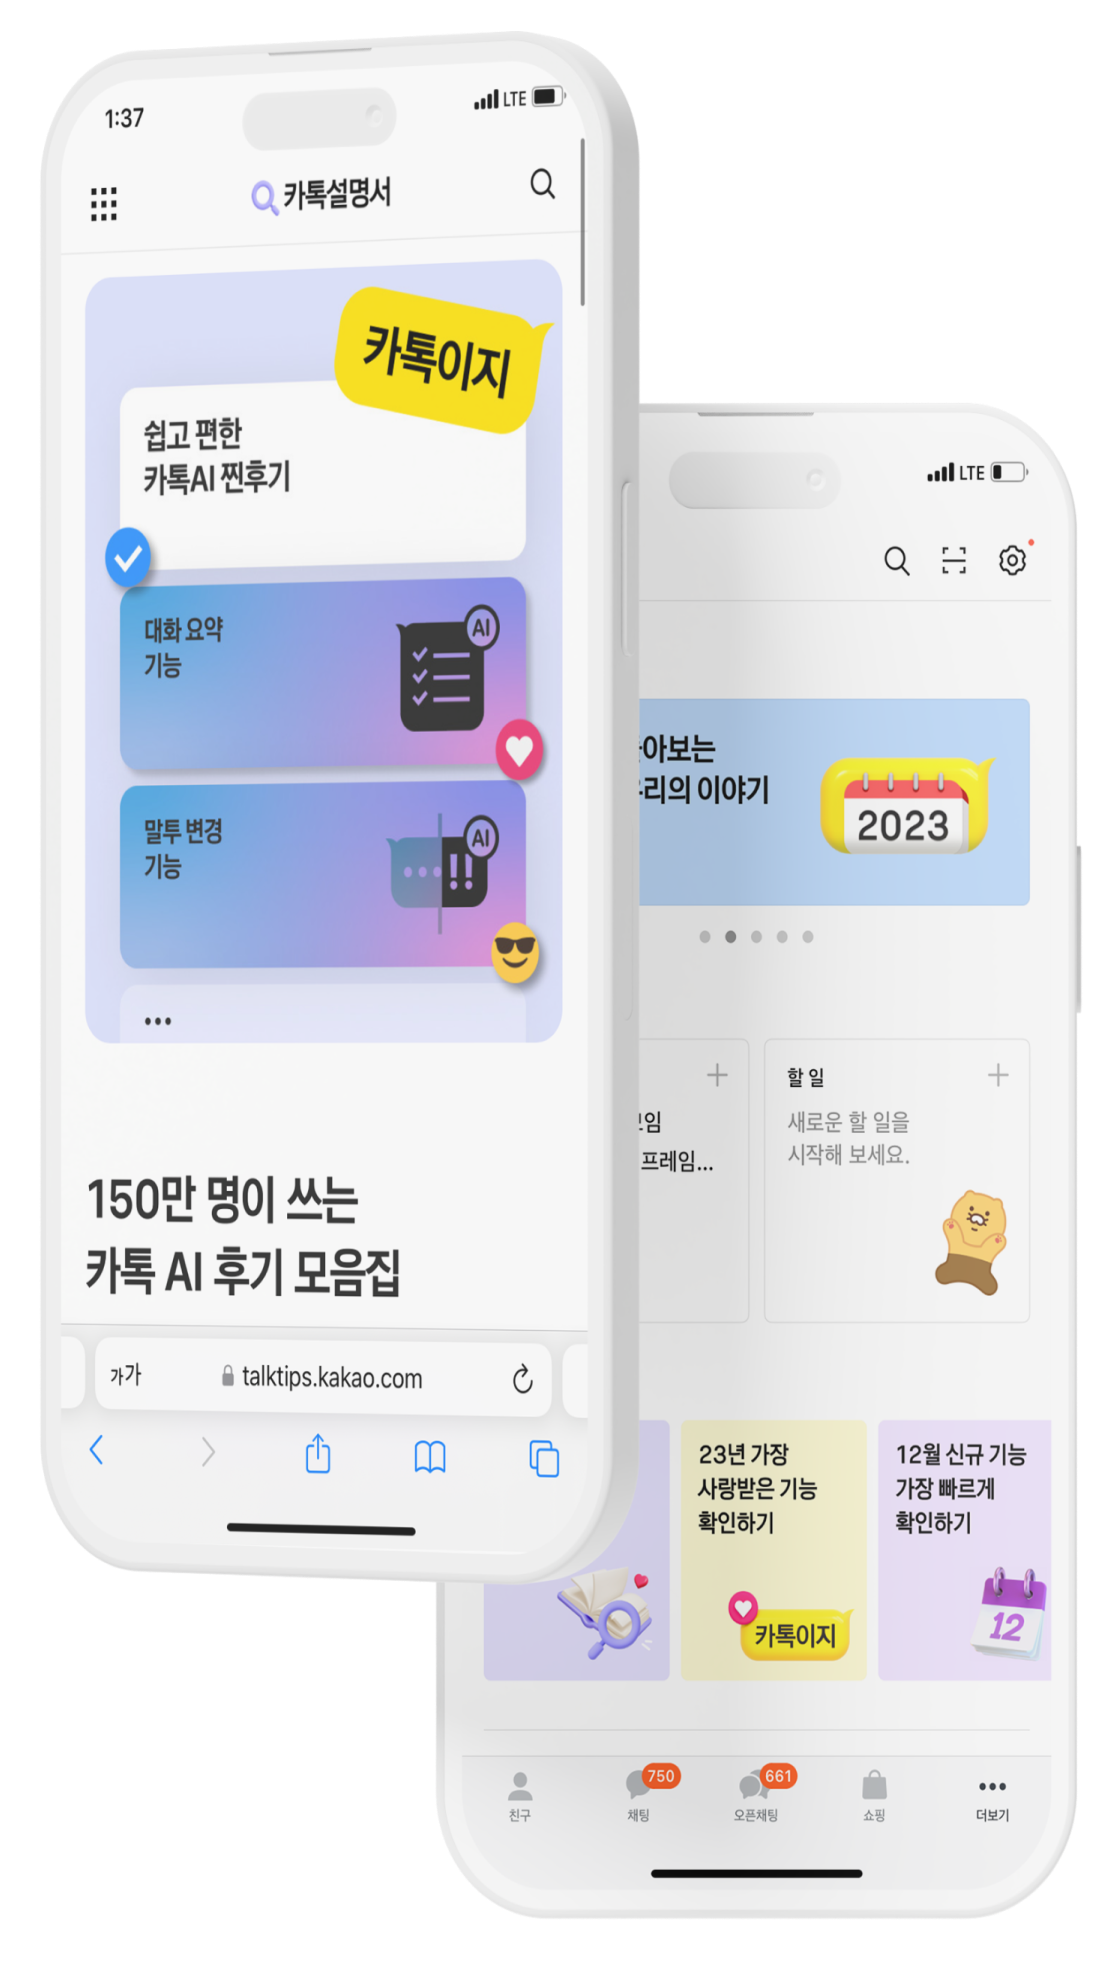 1:37
LTE
카톡설명서
카톡이지
쉽고 편한
카톡AI 찐후기
대화 요약
기능
AI
말투 변경
기능
AI
!!
150만 명이 쓰는
카톡 AI 후기 모음집
가가
talktips.kakao.com
LTE
아보는
리의 이야기
2023
임
프레임...
할 일
새로운 할 일을
시작해 보세요.
23년 가장
사랑받은 기능
확인하기
카톡이지
12월 신규 기능
가장 빠르게
확인하기
12
친구
750
채팅
661
오픈채팅
쇼핑
더보기